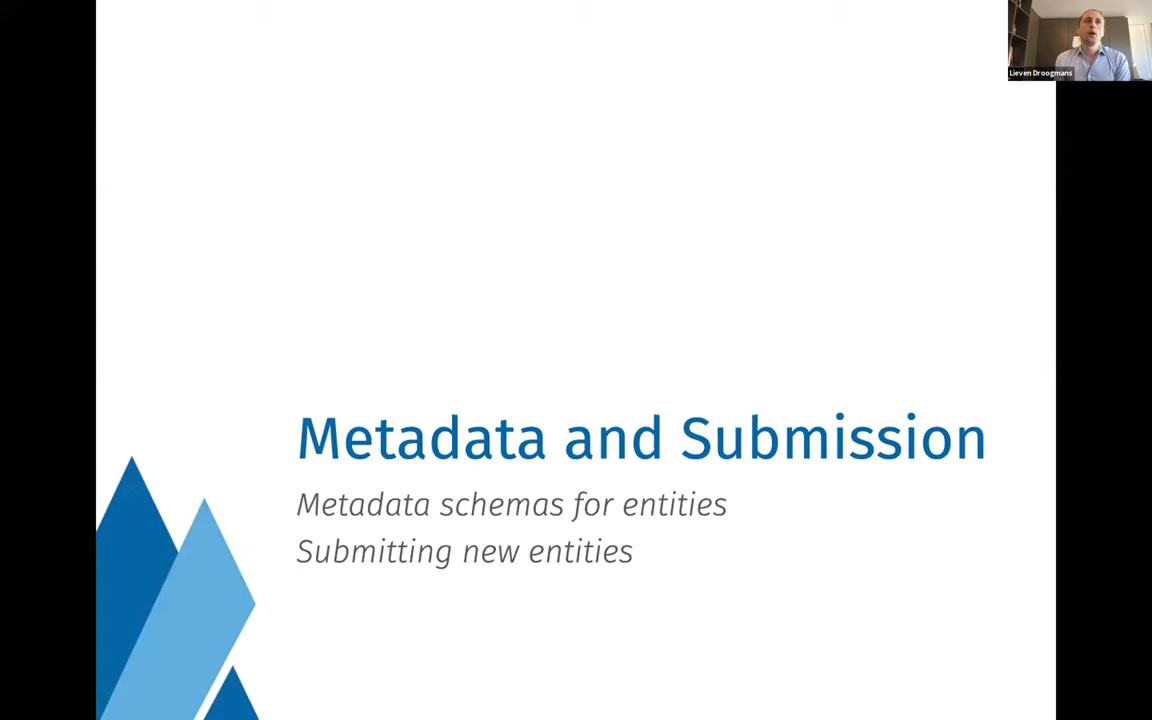 Lieven Droogmans
Metadata and Submission
Metadata schemas for entities
Submitting new entities